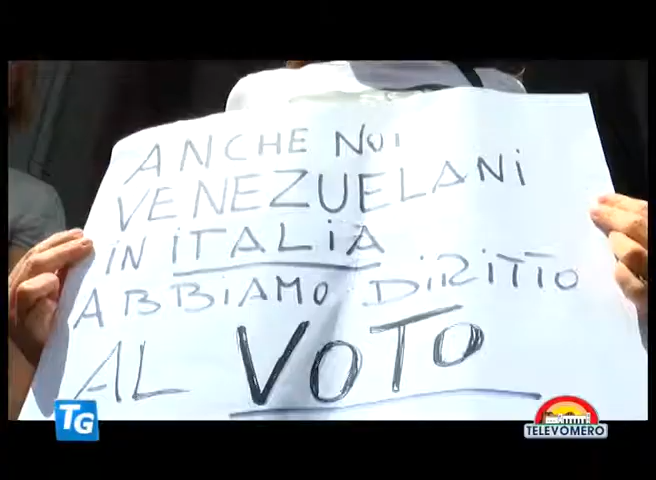 ANCHE NOI
VENEZUELANi
iN iTALiA
ABBiAMO DiRiTTO
AL VOTO
TG
TELEVOMERO